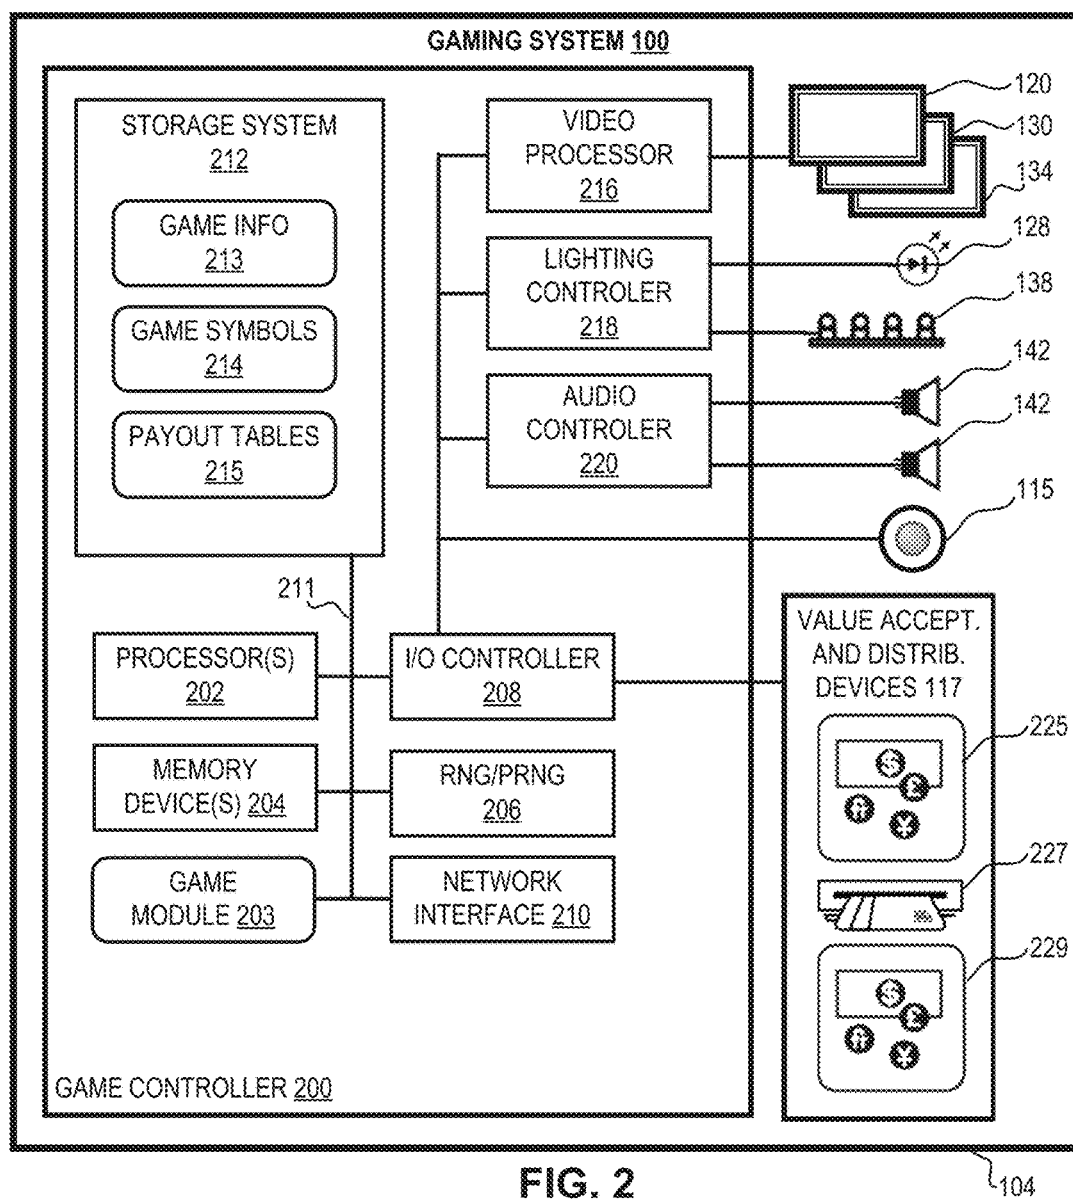 GAMING SYSTEM 100
STORAGE SYSTEM
212
GAME INFO
213
GAME SYMBOLS
214
PAYOUT TABLES
215
VIDEO
PROCESSOR
216
LIGHTING
CONTROLER
218
AUDIO
CONTROLER
220
120
130
134
128
138
142
142
115
211
PROCESSOR(S)
202
I/O CONTROLLER
208
MEMORY
DEVICE(S) 204
RNG/PRNG
206
GAME
MODULE 203
NETWORK
INTERFACE 210
VALUE ACCEPT.
AND DISTRIB.
DEVICES 117
225
227
229
GAME CONTROLLER 200
104
FIG. 2